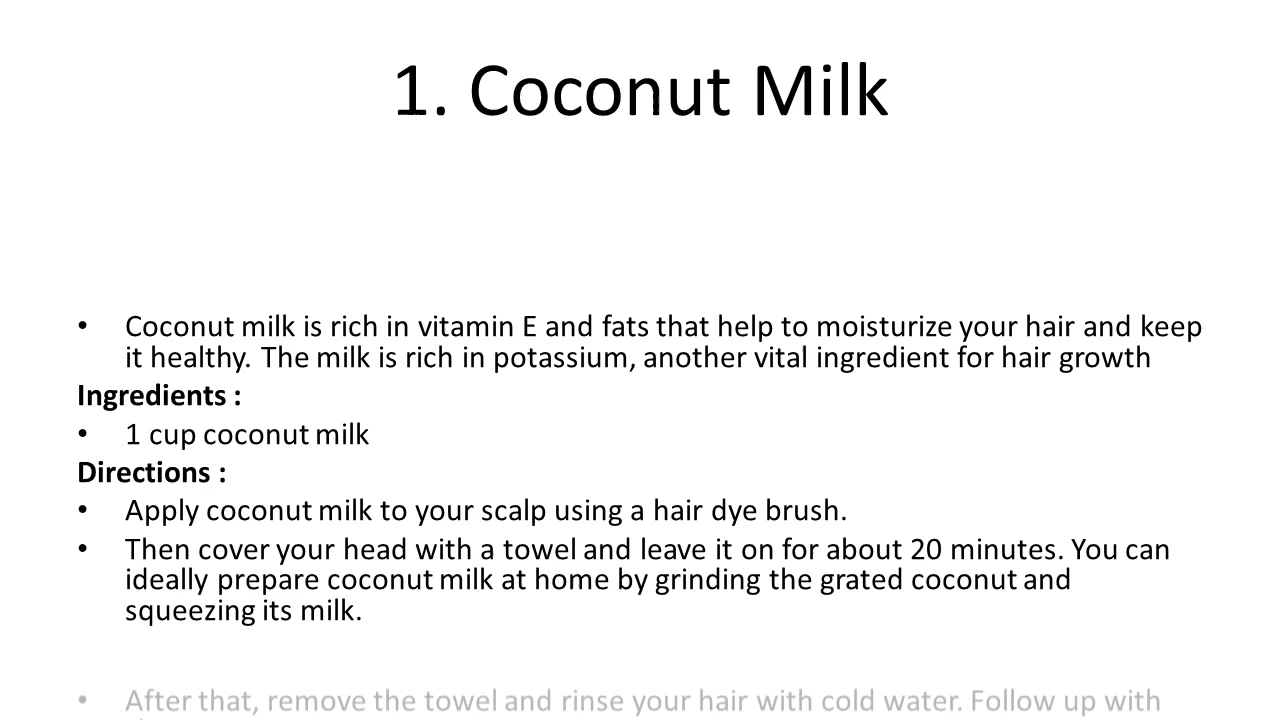 1. Coconut Milk
• Coconut milk is rich in vitamin E and fats that help to moisturize your hair and keep
it healthy. The milk is rich in potassium, another vital ingredient for hair growth
Ingredients :
• 1 cup coconut milk
Directions :
• Apply coconut milk to your scalp using a hair dye brush.
• Then cover your head with a towel and leave it on for about 20 minutes. You can
ideally prepare coconut milk at home by grinding the grated coconut and
squeezing its milk.
• After that, remove the towel and rinse your hair with cold water. Follow up with